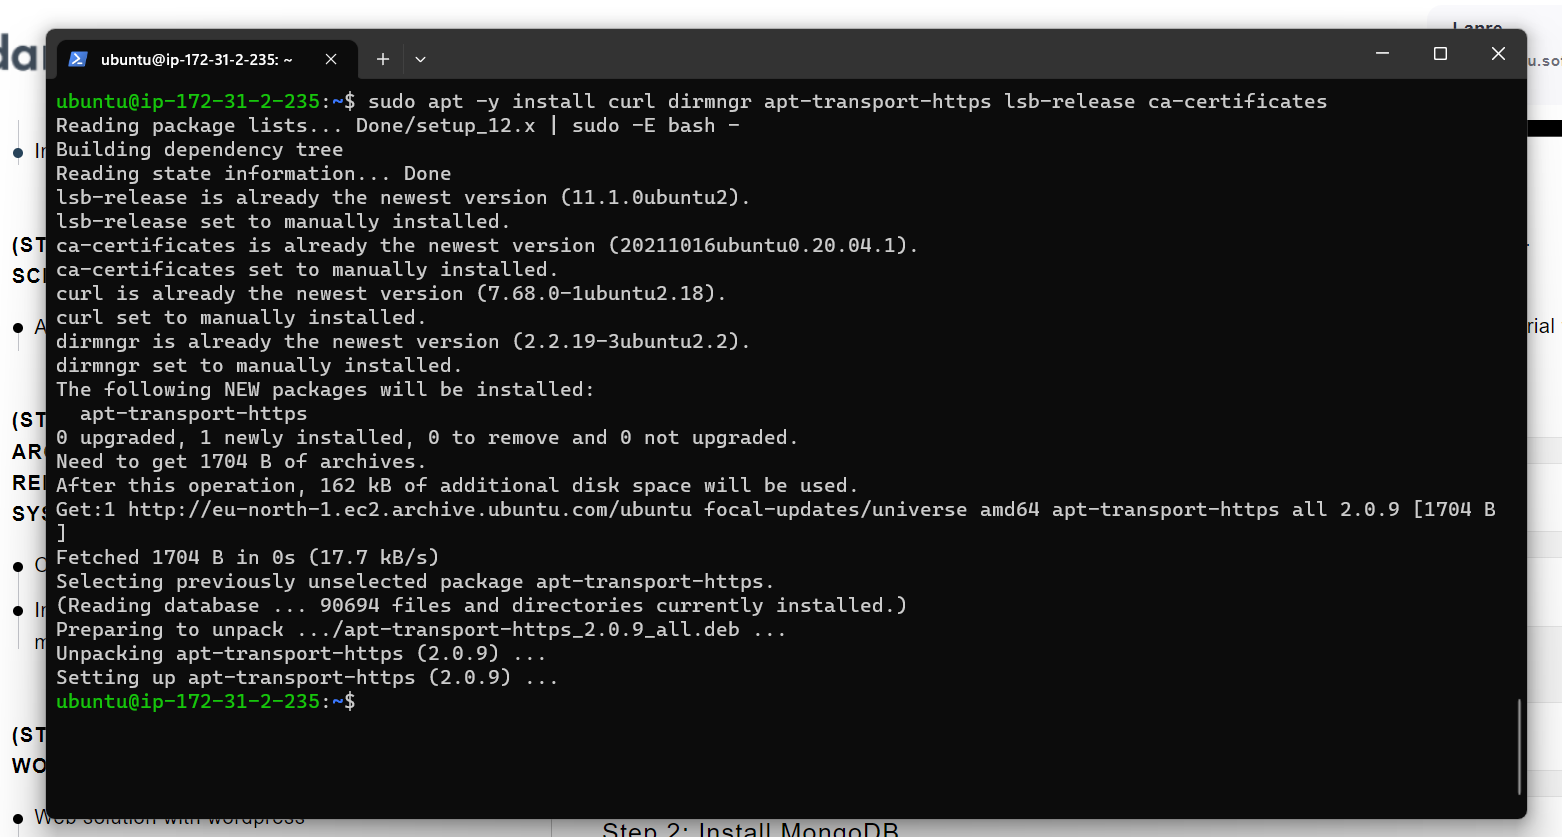 Lanre
ubuntu@ip-172-31-2-235: ~
ubuntu@ip-172-31-2-235:~$ sudo apt -y install curl dirmngr apt-transport-https lsb-release ca-certificates
Reading package lists... Done/setup_12.x | sudo -E bash -
Building dependency tree
Reading state information... Done
lsb-release is already the newest version (11.1.0ubuntu2).
lsb-release set to manually installed.
ca-certificates is already the newest version (20211016ubuntu0.20.04.1).
ca-certificates set to manually installed.
curl is already the newest version (7.68.0-1ubuntu2.18).
curl set to manually installed.
dirmngr is already the newest version (2.2.19-3ubuntu2.2).
dirmngr set to manually installed.
The following NEW packages will be installed:
apt-transport-https
0 upgraded, 1 newly installed, 0 to remove and 0 not upgraded.
Need to get 1704 B of archives.
After this operation, 162 kB of additional disk space will be used.
Get:1 http://eu-north-1.ec2.archive.ubuntu.com/ubuntu focal-updates/universe amd64 apt-transport-https all 2.0.9 [1704 B
]
Fetched 1704 B in 0s (17.7 kB/s)
Selecting previously unselected package apt-transport-https.
(Reading database ... 90694 files and directories currently installed.)
Preparing to unpack .../apt-transport-https_2.0.9_all.deb ...
Unpacking apt-transport-https (2.0.9) ...
Setting up apt-transport-https (2.0.9) ...
ubuntu@ip-172-31-2-235:~$
Web solution with wordpress
Step 2: Install MongoDB